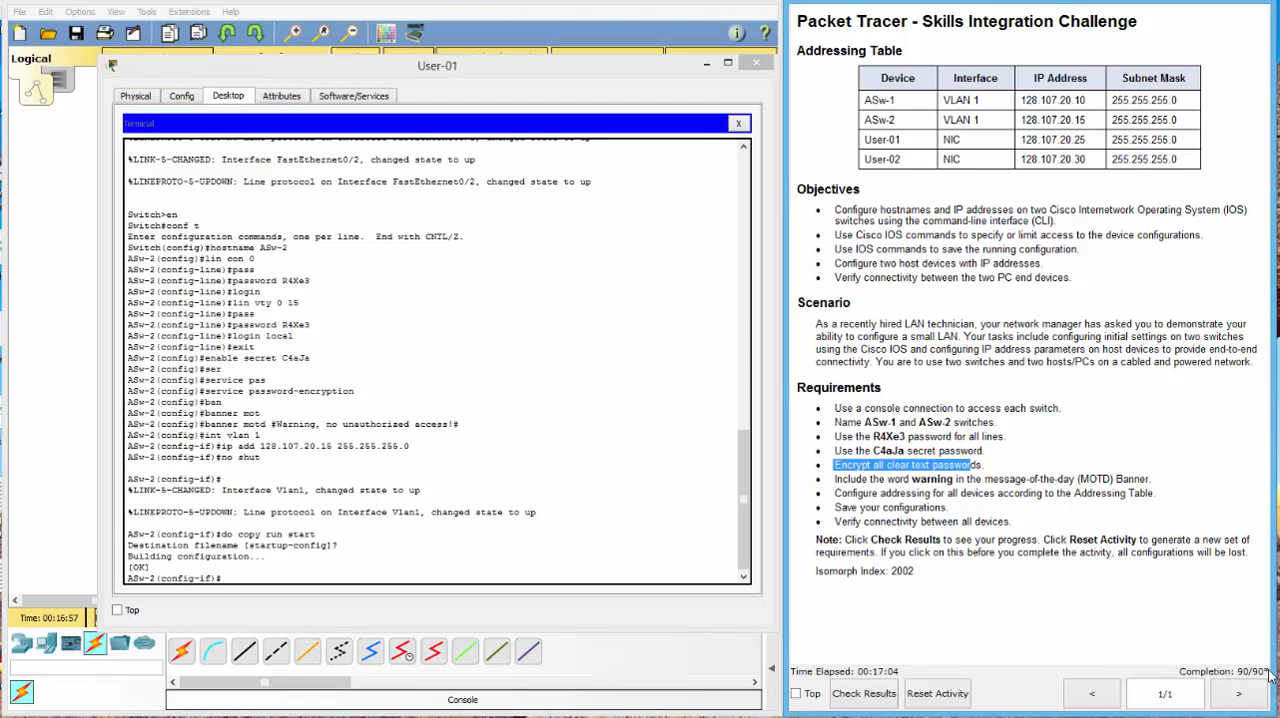 File Edit Options View Tools Extensions Help
Logical
User-01
Physical Config Desktop Attributes Software/Services
Terminal
X
%LINK-5-CHANGED: Interface FastEthernet0/2, changed state to up
%LINEPROTO-5-UPDOWN: Line protocol on Interface FastEthernet0/2, changed state to up
Switch>en
Switch#conf t
Enter configuration commands, one per line. End with CNTL/Z.
Switch(config)#hostname ASw-2
ASw-2(config)#lin con 0
ASw-2(config-line)#pass
ASw-2(config-line)#password R4Xe3
ASw-2(config-line)#login
ASw-2(config-line)#lin vty 0 15
ASw-2(config-line)#pass
ASw-2(config-line)#password R4Xe3
ASw-2(config-line)#login local
ASw-2(config-line)#exit
ASw-2(config)#enable secret C4aJa
ASw-2(config)#ser
ASw-2(config)#service pas
ASw-2(config)#service password-encryption
ASw-2(config)#ban
ASw-2(config)#banner mot
ASw-2(config)#banner motd #Warning, no unauthorized access!#
ASw-2(config)#int vlan 1
ASw-2(config-if)#ip add 128.107.20.15 255.255.255.0
ASw-2(config-if)#no shut
ASw-2(config-if)#
%LINK-5-CHANGED: Interface Vlan1, changed state to up
%LINEPROTO-5-UPDOWN: Line protocol on Interface Vlan1, changed state to up
ASw-2(config-if)#do copy run start
Destination filename [startup-config]?
Building configuration...
[OK]
ASw-2(config-if)#
Top
Time: 00:16:57
Console
Packet Tracer - Skills Integration Challenge
Addressing Table
Device Interface IP Address Subnet Mask
ASw-1 VLAN 1 128.107.20.10 255.255.255.0
ASw-2 VLAN 1 128.107.20.15 255.255.255.0
User-01 NIC 128.107.20.25 255.255.255.0
User-02 NIC 128.107.20.30 255.255.255.0
Objectives
• Configure hostnames and IP addresses on two Cisco Internetwork Operating System (IOS)
switches using the command-line interface (CLI).
• Use Cisco IOS commands to specify or limit access to the device configurations.
• Use IOS commands to save the running configuration.
• Configure two host devices with IP addresses.
• Verify connectivity between the two PC end devices.
Scenario
As a recently hired LAN technician, your network manager has asked you to demonstrate your
ability to configure a small LAN. Your tasks include configuring initial settings on two switches
using the Cisco IOS and configuring IP address parameters on host devices to provide end-to-end
connectivity. You are to use two switches and two hosts/PCs on a cabled and powered network.
Requirements
• Use a console connection to access each switch.
• Name ASw-1 and ASw-2 switches.
• Use the R4Xe3 password for all lines.
• Use the C4aJa secret password.
• Encrypt all clear text passwords.
• Include the word warning in the message-of-the-day (MOTD) Banner.
• Configure addressing for all devices according to the Addressing Table.
• Save your configurations.
• Verify connectivity between all devices.
Note: Click Check Results to see your progress. Click Reset Activity to generate a new set of
requirements. If you click on this before you complete the activity, all configurations will be lost.
Isomorph Index: 2002
Time Elapsed: 00:17:04 Completion: 90/90
Top Check Results Reset Activity < 1/1 >